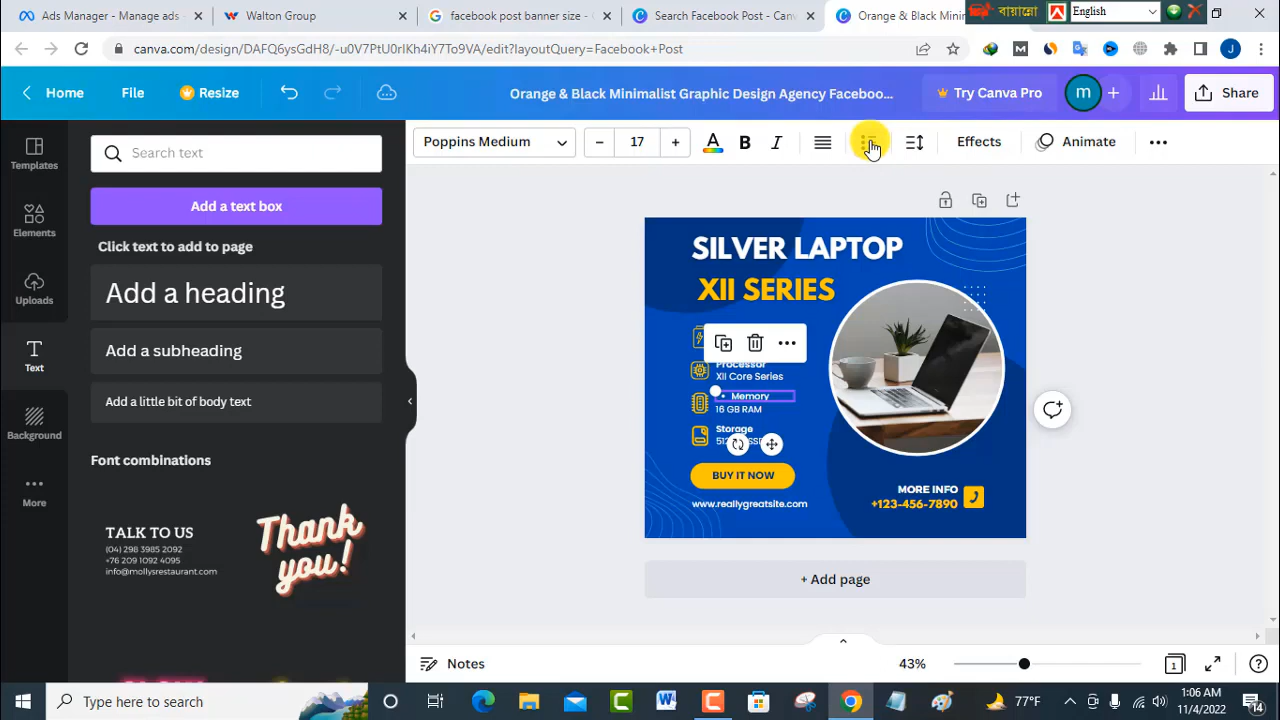 Ads Manager - Manage ads
WalkerGroup
facebook post banner size -
Search Facebook Post - Canva
Orange & Black Mini
বায়ান্নো
English
canva.com/design/DAFQ6ysGdH8/-u0V7PtU0rIKh4iY7To9VA/edit?layoutQuery=Facebook+Post
J
Home
File
Resize
Orange & Black Minimalist Graphic Design Agency Faceboo...
Try Canva Pro
m
Share
Templates
Elements
Uploads
Text
Background
More
Search text
Add a text box
Click text to add to page
Add a heading
Add a subheading
Add a little bit of body text
Font combinations
TALK TO US
(04) 298 3985 2092
+76 209 1092 4095
info@mollysrestaurant.com
Thank
you!
Poppins Medium
17
A
B
I
Effects
Animate
SILVER LAPTOP
XII SERIES
Processor
XII Core Series
• Memory
16 GB RAM
Storage
BUY IT NOW
www.reallygreatsite.com
MORE INFO
+123-456-7890
+ Add page
Notes
43%
1
Type here to search
77°F
1:06 AM
11/4/2022
14